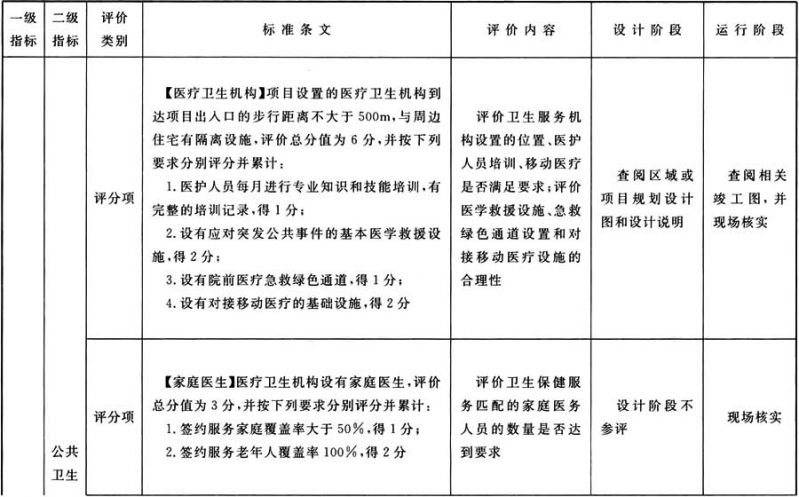 一级
指标
二级
指标
评价
类别
标准条文
评价内容
设计阶段
运行阶段
评分项
【医疗卫生机构】项目设置的医疗卫生机构到
达项目出入口的步行距离不大于500m,与周边
住宅有隔离设施,评价总分值为6分,并按下列
要求分别评分并累计:
1.医护人员每月进行专业知识和技能培训,有
完整的培训记录,得1分;
2.设有应对突发公共事件的基本医学救援设
施,得2分;
3.设有院前医疗急救绿色通道,得1分;
4.设有对接移动医疗的基础设施,得2分
评价卫生服务机
构设置的位置、医护
人员培训、移动医疗
是否满足要求;评价
医学救援设施、急救
绿色通道设置和对
接移动医疗设施的
合理性
查阅区域或
项目规划设计
图和设计说明
查阅相关
竣工图,并
现场核实
公共
卫生
评分项
【家庭医生】医疗卫生机构设有家庭医生,评价
总分值为3分,并按下列要求分别评分并累计:
1.签约服务家庭覆盖率大于50%,得1分;
2.签约服务老年人覆盖率100%,得2分
评价卫生保健服
务匹配的家庭医务
人员的数量是否达
到要求
设计阶段不
参评
现场核实